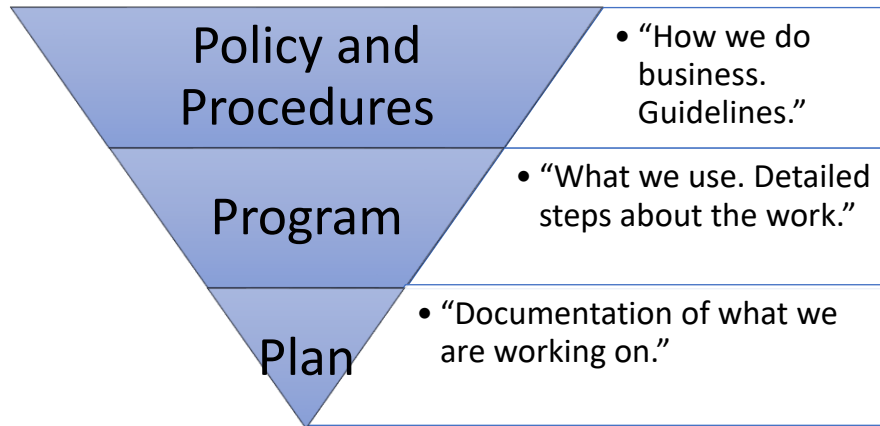 Policy and
Procedures
• “How we do
business.
Guidelines.”
Program
• “What we use. Detailed
steps about the work.”
Plan
• “Documentation of what we
are working on.”